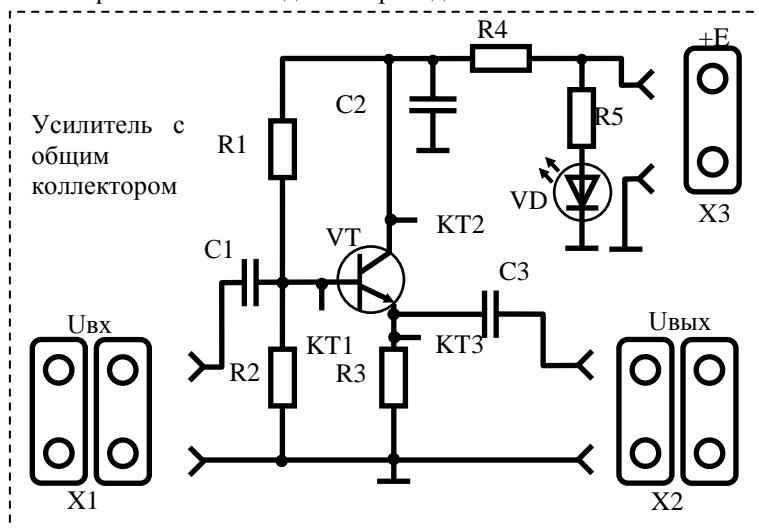 R4
+E
C2
R5
Усилитель с
общим
коллектором
R1
VD
X3
VT
KT2
C1
C3
Uвх
Uвых
KT1
KT3
R2
R3
X1
X2